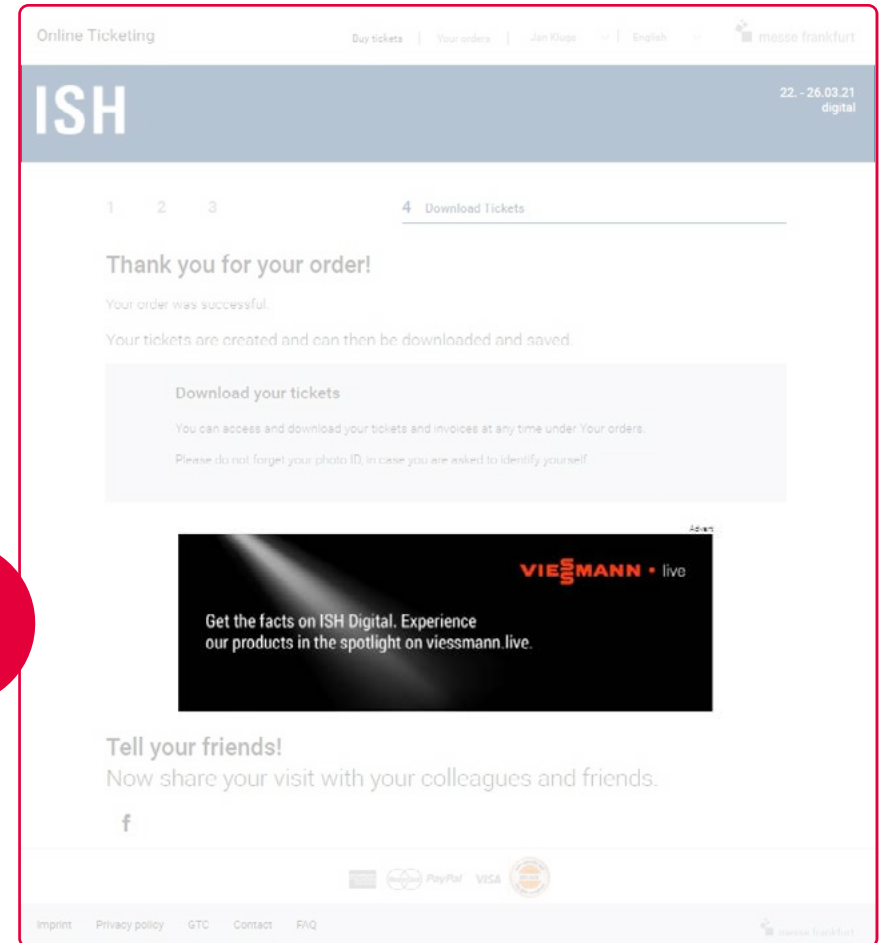 Online Ticketing
Buy tickets | Your orders | Jan Kluge | English
messe frankfurt
ISH
22. - 26.03.21
digital
1 2 3 4 Download Tickets
Thank you for your order!
Your order was successful.
Your tickets are created and can then be downloaded and saved.
Download your tickets
You can access and download your tickets and invoices at any time under Your orders.
Please do not forget your photo ID, in case you are asked to identify yourself
Advert
VIESSMANN • live
Get the facts on ISH Digital. Experience
our products in the spotlight on viessmann.live.
Tell your friends!
Now share your visit with your colleagues and friends.
f
PayPal VISA
Imprint Privacy policy GTC Contact FAQ
messe frankfurt